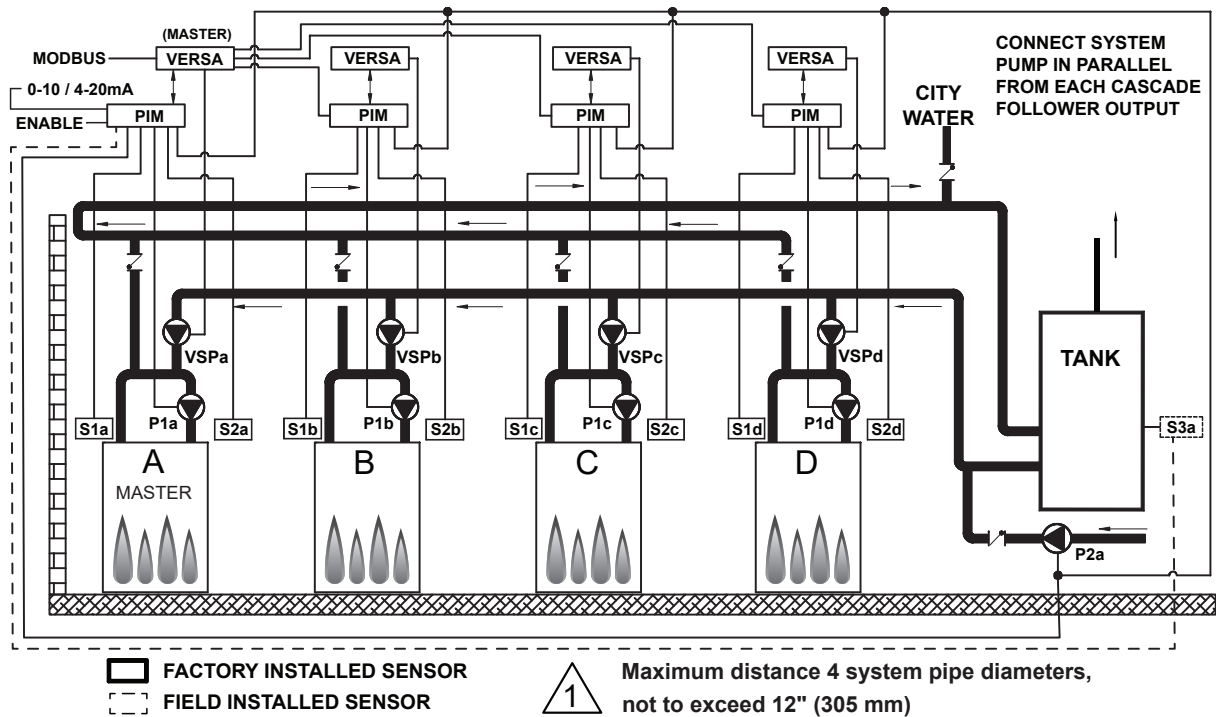 (MASTER)
MODBUS
VERSA
VERSA
VERSA
VERSA
CONNECT SYSTEM
PUMP IN PARALLEL
FROM EACH CASCADE
FOLLOWER OUTPUT
0-10 / 4-20mA
ENABLE
PIM
PIM
PIM
PIM
CITY
WATER
VSPa
VSPb
VSPc
VSPd
TANK
S1a
P1a
S2a
S1b
P1b
S2b
S1c
P1c
S2c
S1d
P1d
S2d
S3a
A
MASTER
B
C
D
P2a
FACTORY INSTALLED SENSOR
FIELD INSTALLED SENSOR
1
Maximum distance 4 system pipe diameters,
not to exceed 12" (305 mm)